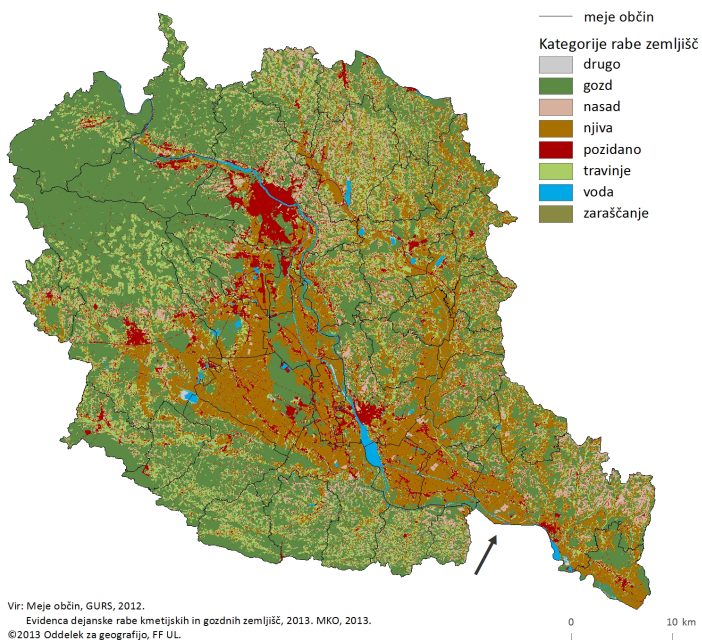 meje občin
Kategorije rabe zemljišč
drugo
gozd
nasad
njiva
pozidano
travinje
voda
zaraščanje
Vir: Meje občin, GURS, 2012.
Evidenca dejanske rabe kmetijskih in gozdnih zemljišč, 2013. MKO, 2013.
©2013 Oddelek za geografijo, FF UL.
0 10 km